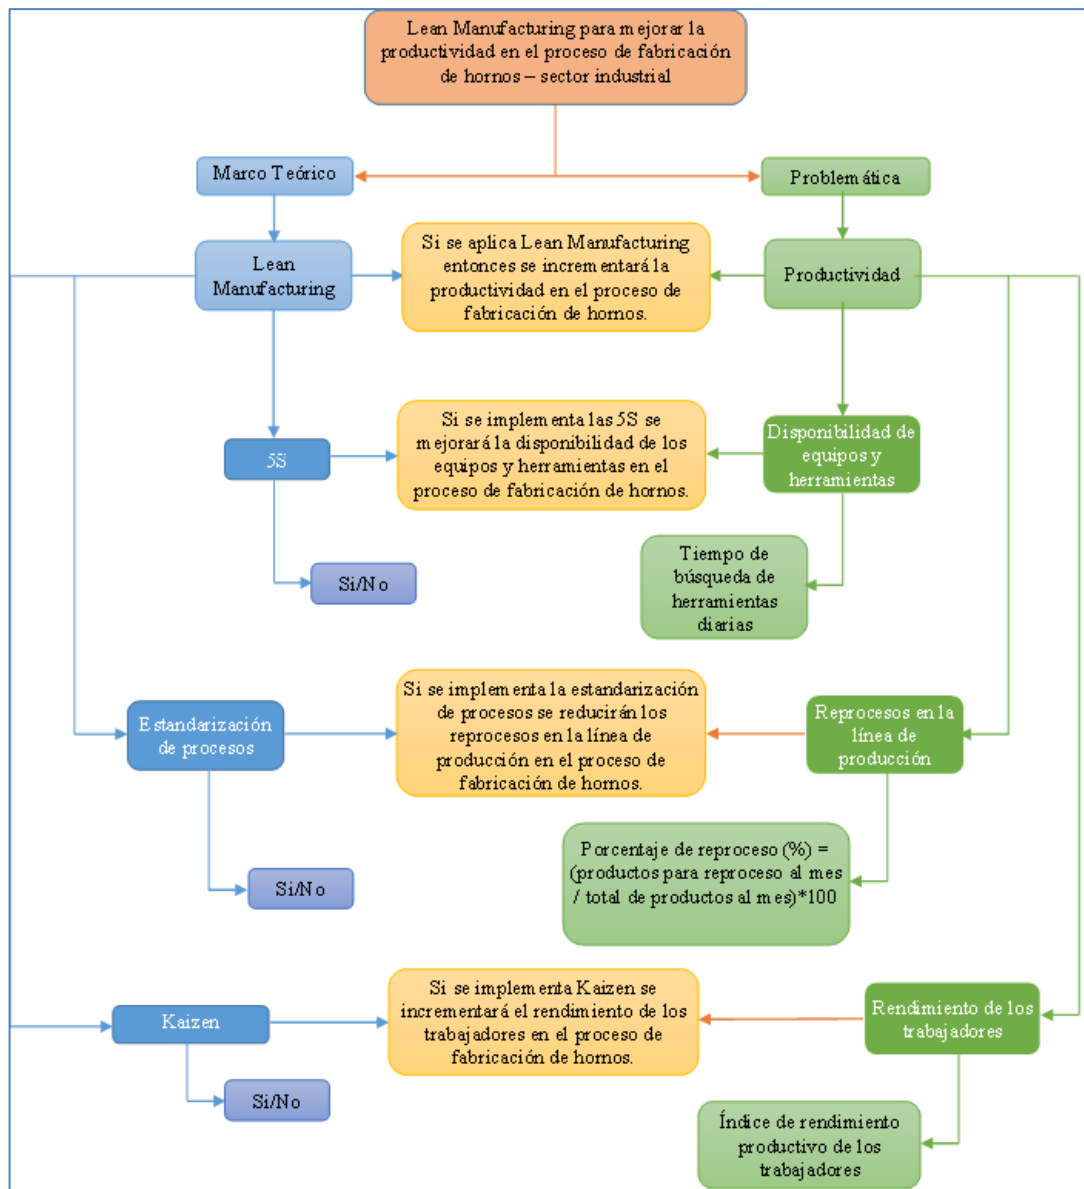 Lean Manufacturing para mejorar la
productividad en el proceso de fabricación
de hornos – sector industrial
Marco Teórico
Problemática
Lean
Manufacturing
Si se aplica Lean Manufacturing
entonces se incrementará la
productividad en el proceso de
fabricación de hornos.
Productividad
5S
Si se implementa las 5S se
mejorará la disponibilidad de los
equipos y herramientas en el
proceso de fabricación de hornos.
Disponibilidad de
equipos y
herramientas
Si/No
Tiempo de
búsqueda de
herramientas
diarias
Estandarización
de procesos
Si se implementa la estandarización
de procesos se reducirán los
reprocesos en la línea de
producción en el proceso de
fabricación de hornos.
Reprocesos en la
línea de
producción
Si/No
Porcentaje de reproceso (%) =
(productos para reproceso al mes
/ total de productos al mes)*100
Kaizen
Si se implementa Kaizen se
incrementará el rendimiento de los
trabajadores en el proceso de
fabricación de hornos.
Rendimiento de los
trabajadores
Si/No
Índice de rendimiento
productivo de los
trabajadores